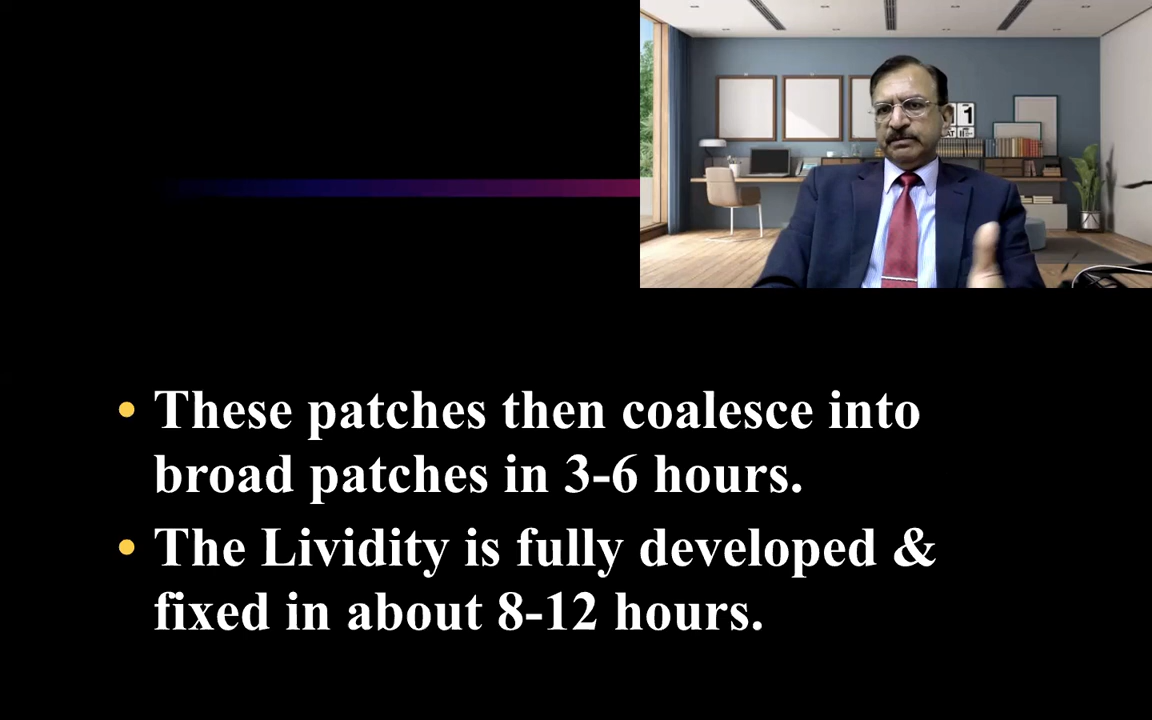 • These patches then coalesce into
broad patches in 3-6 hours.
• The Lividity is fully developed &
fixed in about 8-12 hours.